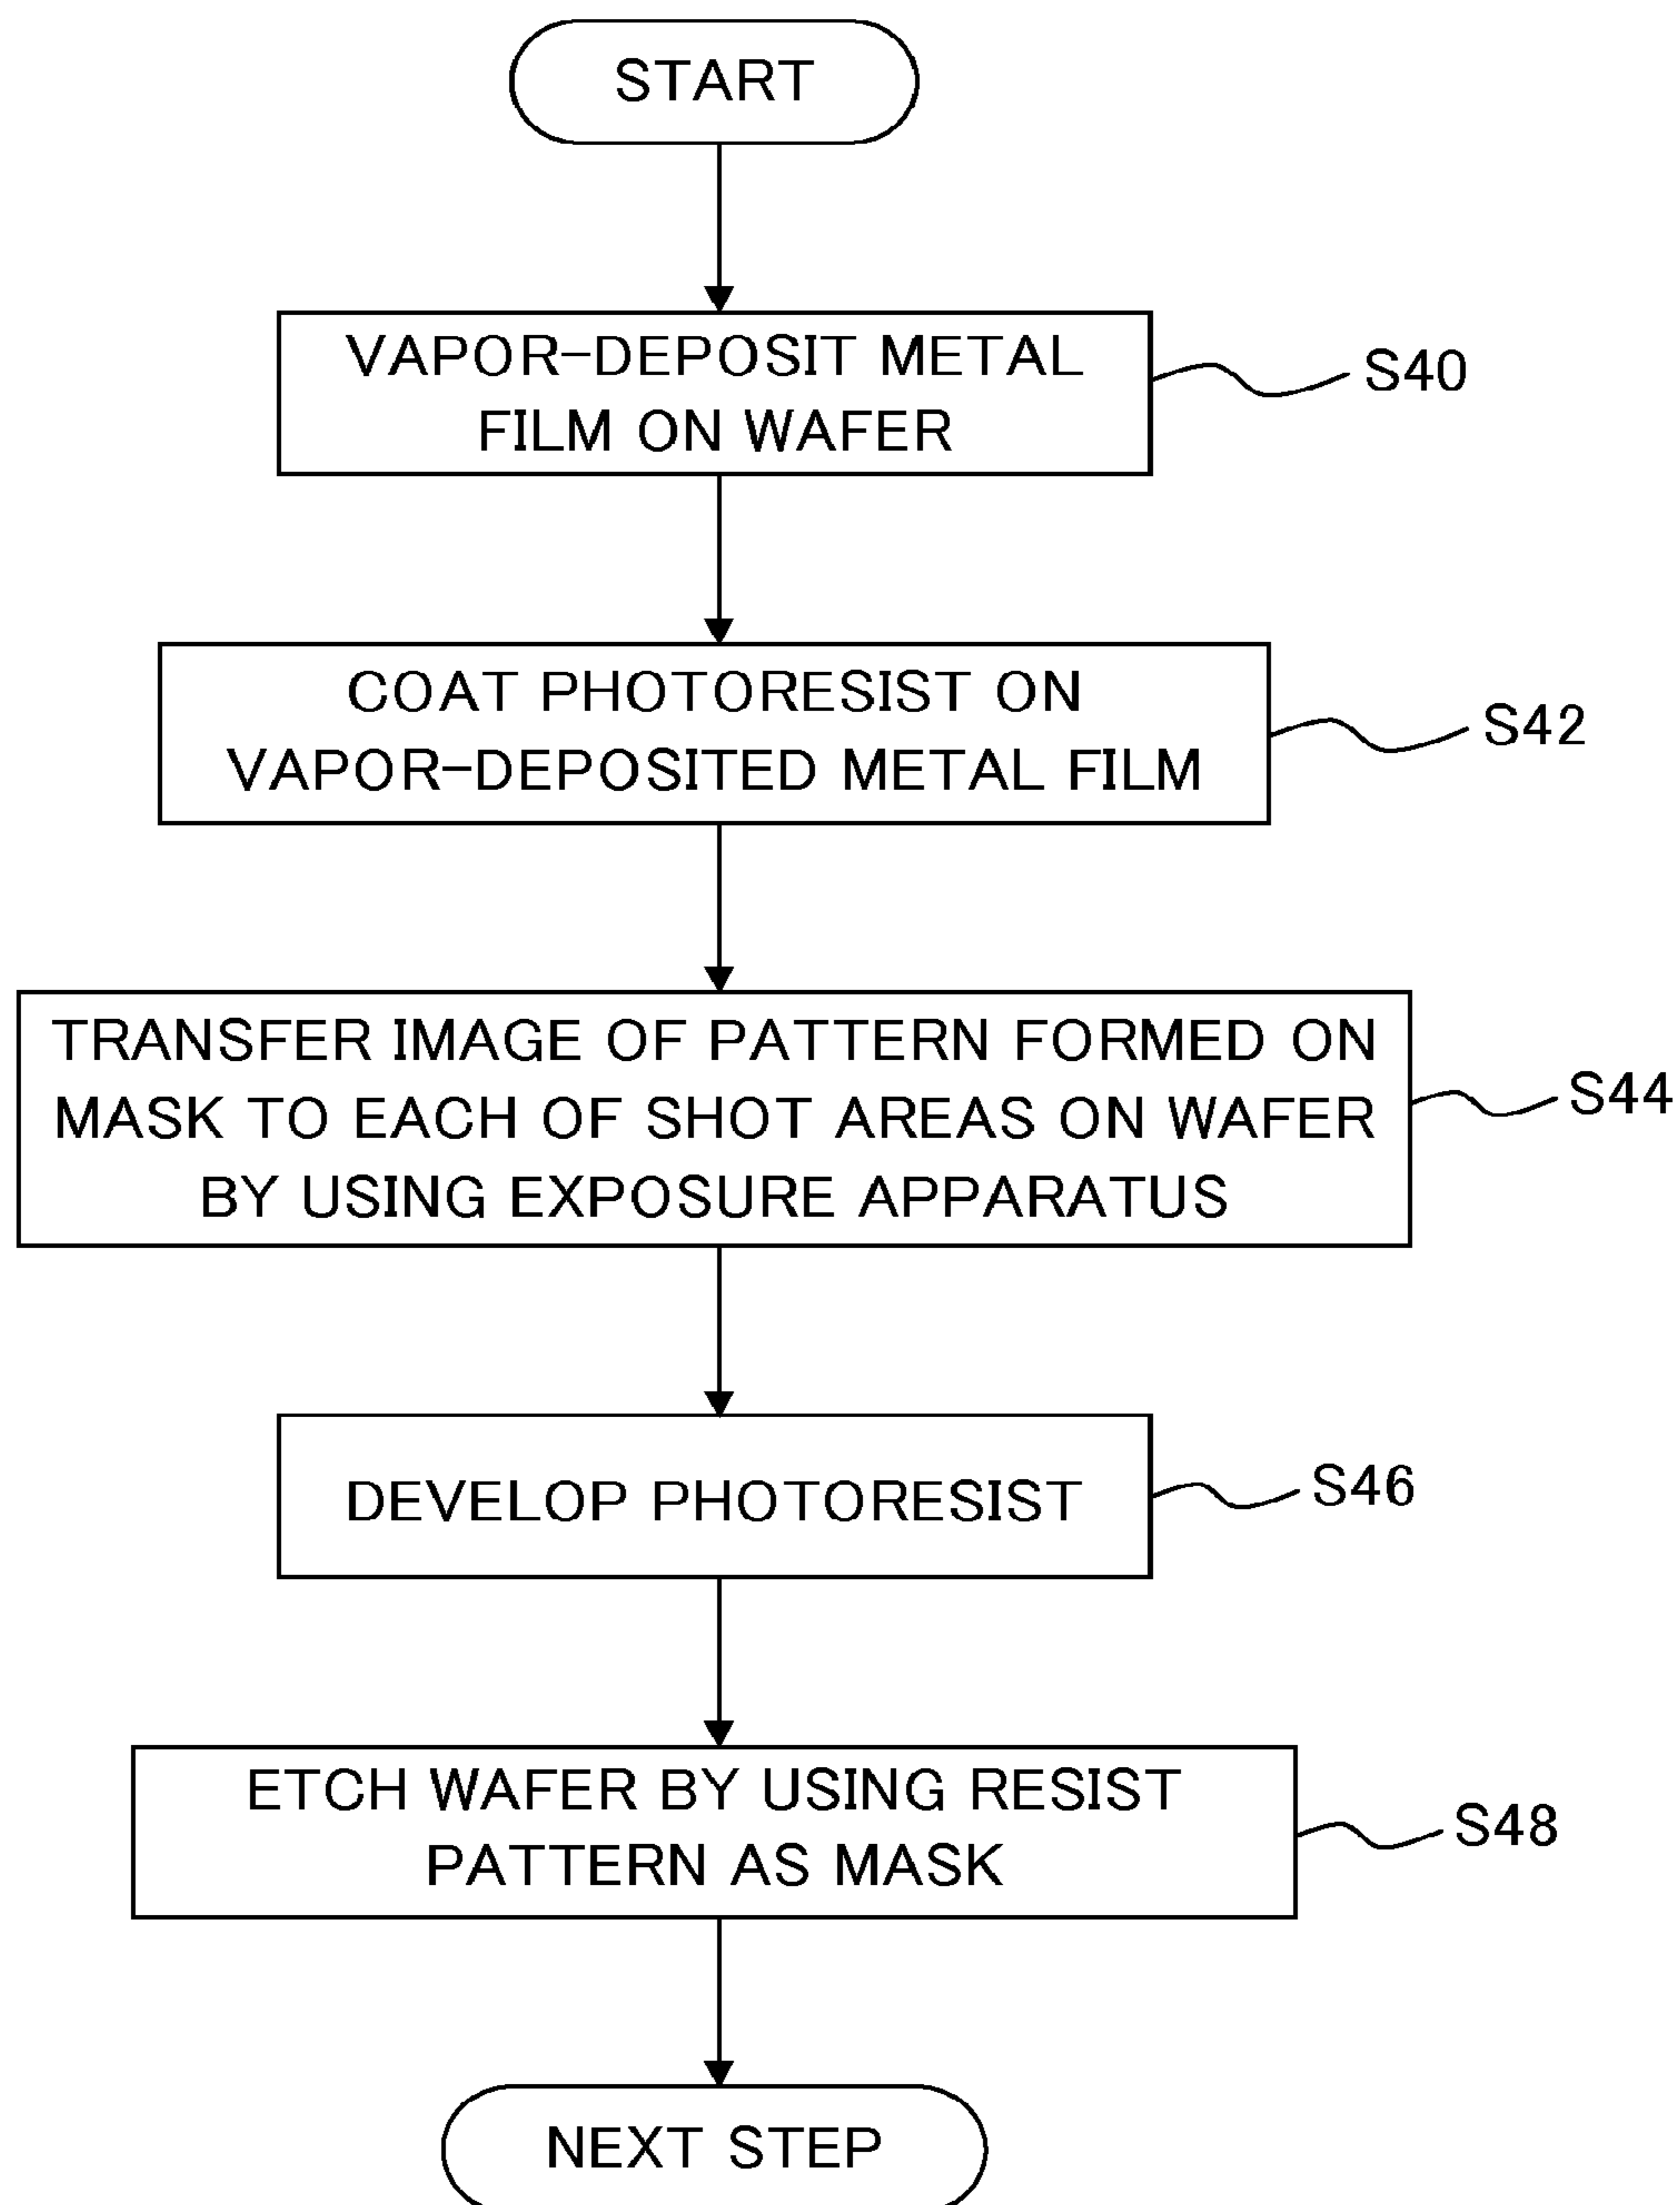 START
VAPOR-DEPOSIT METAL
FILM ON WAFER
S40
COAT PHOTORESIST ON
VAPOR-DEPOSITED METAL FILM
S42
TRANSFER IMAGE OF PATTERN FORMED ON
MASK TO EACH OF SHOT AREAS ON WAFER
BY USING EXPOSURE APPARATUS
S44
DEVELOP PHOTORESIST
S46
ETCH WAFER BY USING RESIST
PATTERN AS MASK
S48
NEXT STEP